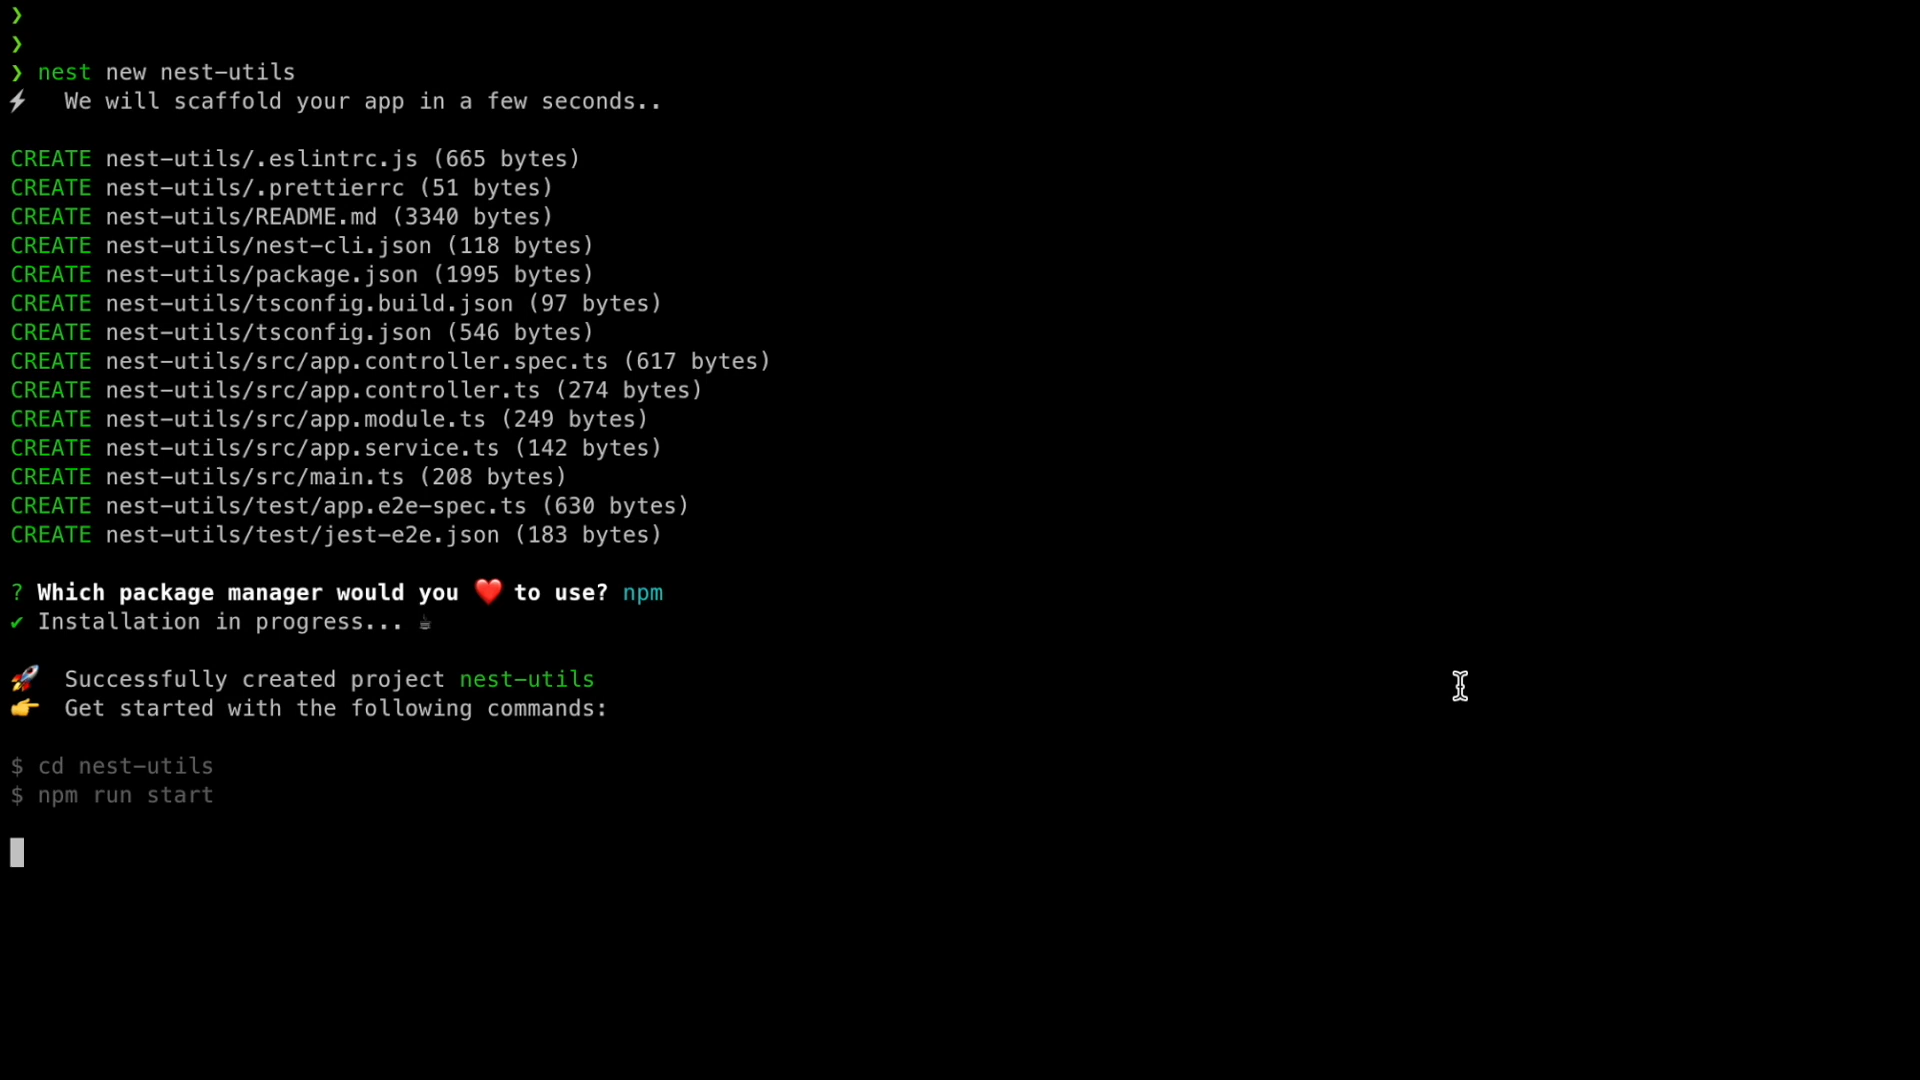 ❯
❯
❯ nest new nest-utils
⚡ We will scaffold your app in a few seconds..
CREATE nest-utils/.eslintrc.js (665 bytes)
CREATE nest-utils/.prettierrc (51 bytes)
CREATE nest-utils/README.md (3340 bytes)
CREATE nest-utils/nest-cli.json (118 bytes)
CREATE nest-utils/package.json (1995 bytes)
CREATE nest-utils/tsconfig.build.json (97 bytes)
CREATE nest-utils/tsconfig.json (546 bytes)
CREATE nest-utils/src/app.controller.spec.ts (617 bytes)
CREATE nest-utils/src/app.controller.ts (274 bytes)
CREATE nest-utils/src/app.module.ts (249 bytes)
CREATE nest-utils/src/app.service.ts (142 bytes)
CREATE nest-utils/src/main.ts (208 bytes)
CREATE nest-utils/test/app.e2e-spec.ts (630 bytes)
CREATE nest-utils/test/jest-e2e.json (183 bytes)
? Which package manager would you ❤️ to use? npm
✔ Installation in progress... ☕
🚀 Successfully created project nest-utils
👉 Get started with the following commands:
$ cd nest-utils
$ npm run start